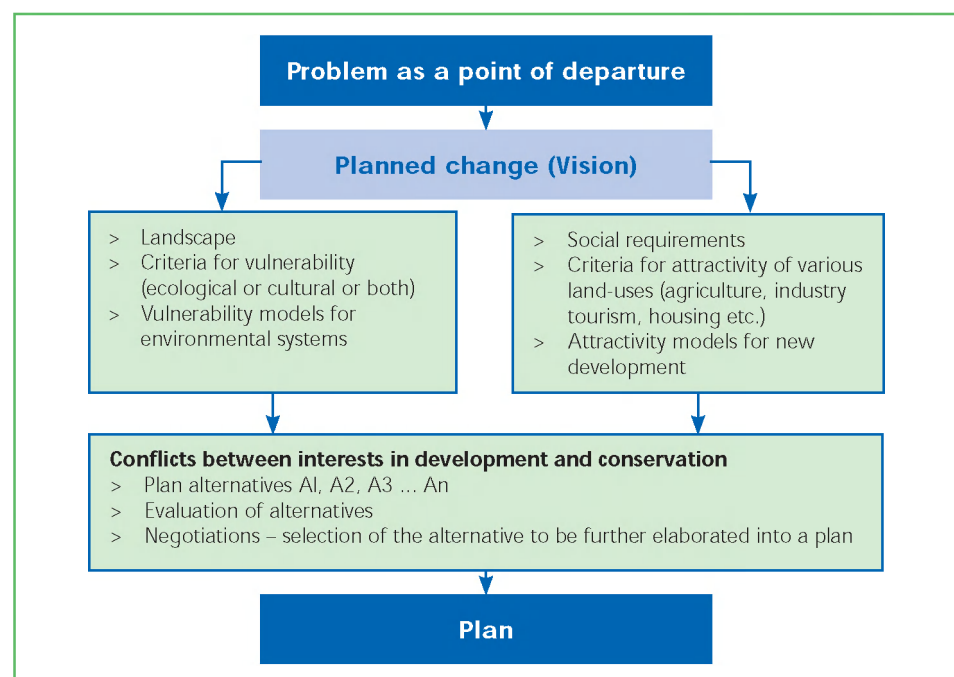 Problem as a point of departure
Planned change (Vision)
> Landscape
> Criteria for vulnerability
(ecological or cultural or both)
> Vulnerability models for
environmental systems
> Social requirements
> Criteria for attractivity of various
land-uses (agriculture, industry
tourism, housing etc.)
> Attractivity models for new
development
Conflicts between interests in development and conservation
> Plan alternatives Al, A2, A3 ... An
> Evaluation of alternatives
> Negotiations – selection of the alternative to be further elaborated into a plan
Plan